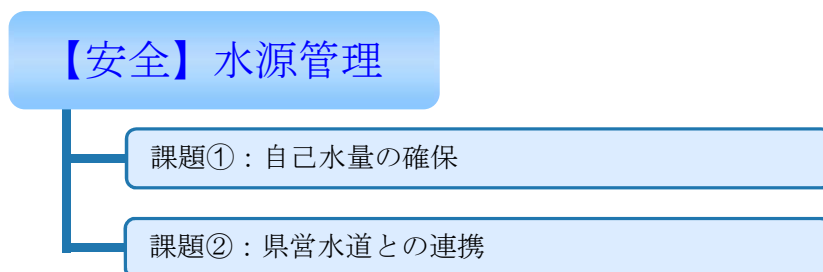 【安全】水源管理
課題①：自己水量の確保
課題②：県営水道との連携